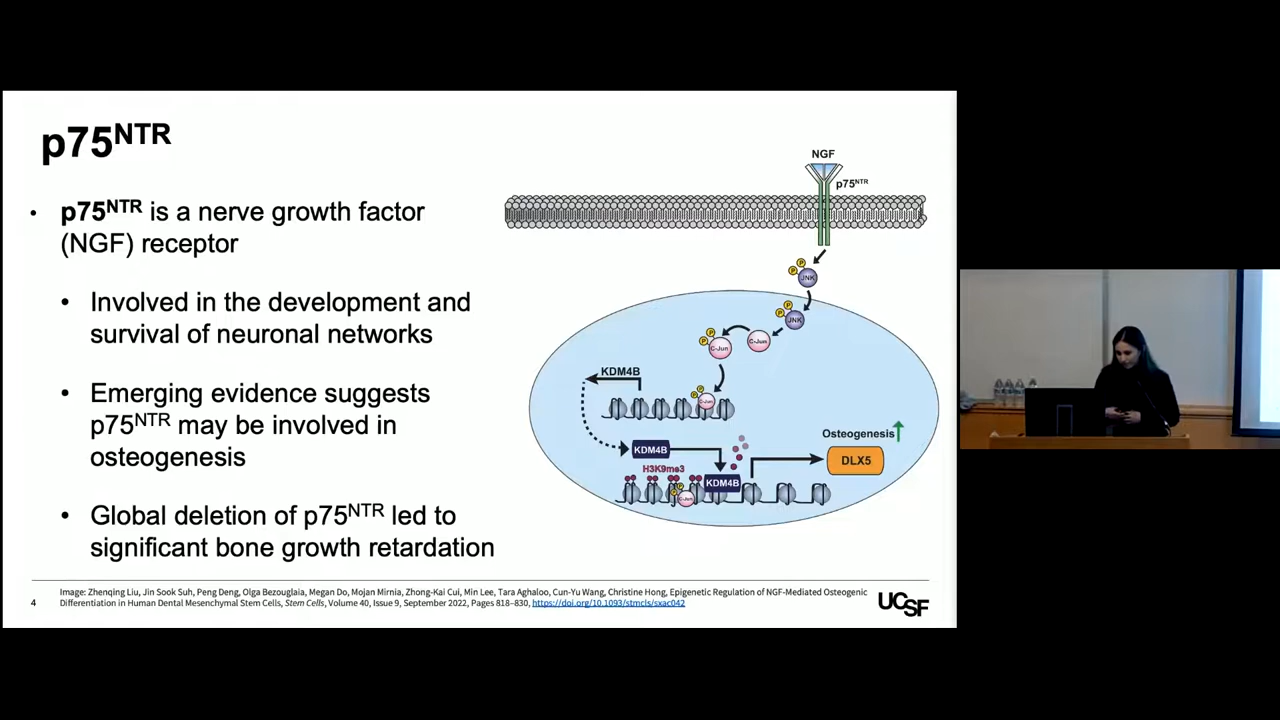 p75NTR
• p75NTR is a nerve growth factor
(NGF) receptor
• Involved in the development and
survival of neuronal networks
• Emerging evidence suggests
p75NTR may be involved in
osteogenesis
• Global deletion of p75NTR led to
significant bone growth retardation
NGF
p75NTR
P
P
JNK
P
P
JNK
P
P
C-Jun
C-Jun
KDM4B
P
P
C-Jun
KDM4B
H3K9me3
P
P
C-Jun
KDM4B
Osteogenesis
DLX5
4
Image: Zhenqing Liu, Jin Sook Suh, Peng Deng, Olga Bezouglaia, Megan Do, Mojan Mirnia, Zhong-Kai Cui, Min Lee, Tara Aghaloo, Cun-Yu Wang, Christine Hong, Epigenetic Regulation of NGF-Mediated Osteogenic
Differentiation in Human Dental Mesenchymal Stem Cells, Stem Cells, Volume 40, Issue 9, September 2022, Pages 818–830, https://doi.org/10.1093/stmcls/sxac042
UCSF